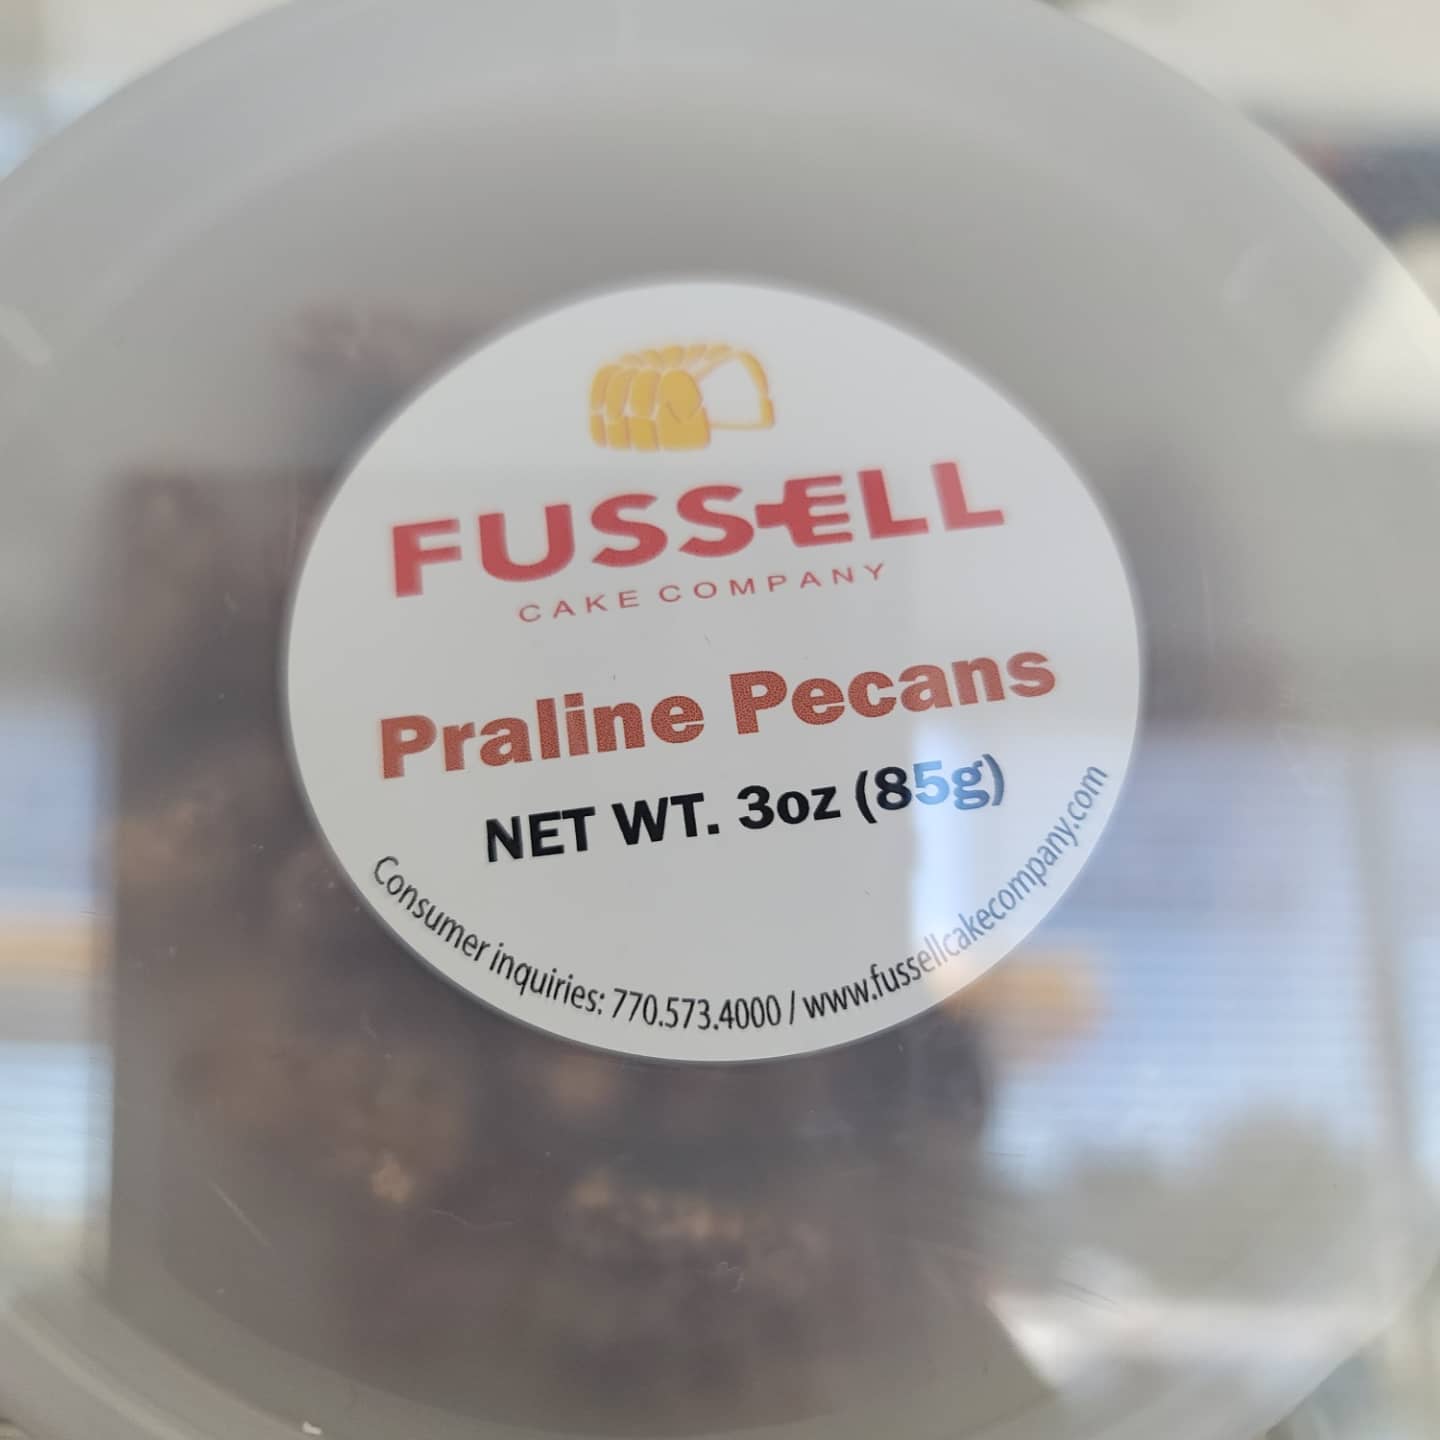 FUSSELL
CAKE COMPANY
Praline Pecans
NET WT. 3oz (85g)
Consumer inquiries: 770.573.4000 / www.fussellcakecompany.com